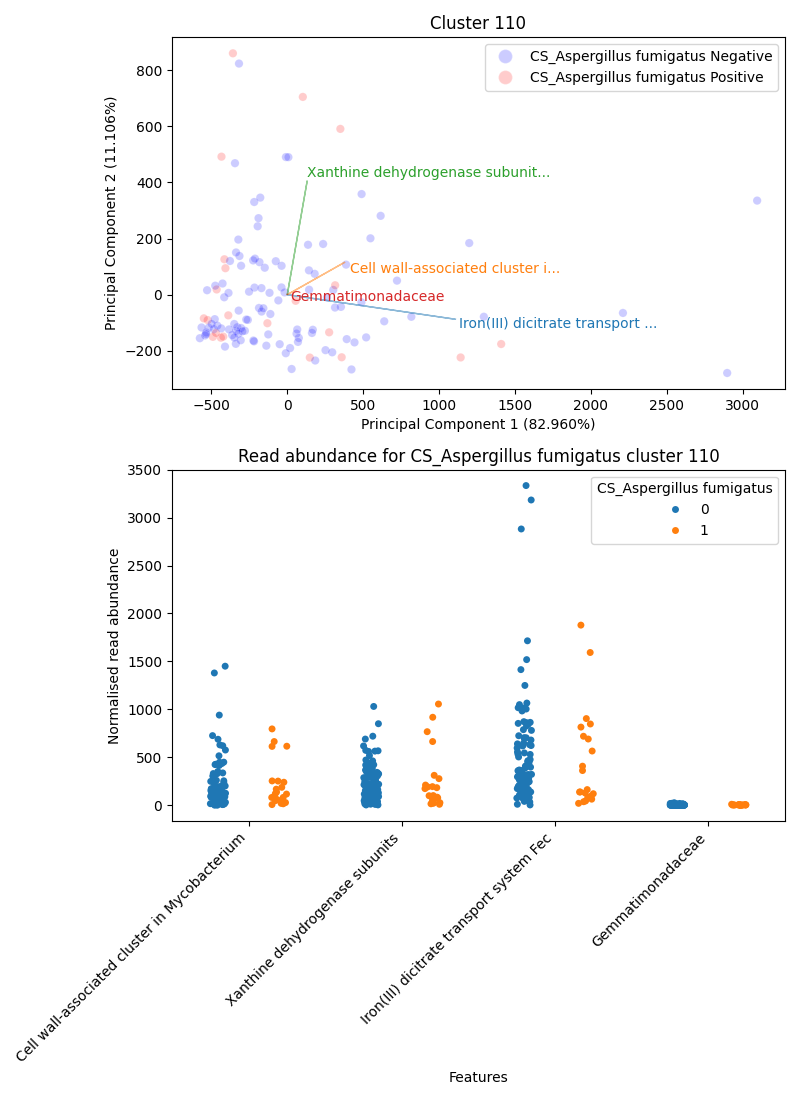 Cluster 110
CS_Aspergillus fumigatus Negative
CS_Aspergillus fumigatus Positive
Principal Component 2 (11.106%)
800
600
400
200
0
−200
Xanthine dehydrogenase subunit...
Cell wall-associated cluster i...
Gemmatimonadaceae
Iron(III) dicitrate transport ...
−500
0
500
1000
1500
2000
2500
3000
Principal Component 1 (82.960%)
Read abundance for CS_Aspergillus fumigatus cluster 110
CS_Aspergillus fumigatus
0
1
Normalised read abundance
3500
3000
2500
2000
1500
1000
500
0
Cell wall-associated cluster in Mycobacterium
Xanthine dehydrogenase subunits
Iron(III) dicitrate transport system Fec
Gemmatimonadaceae
Features